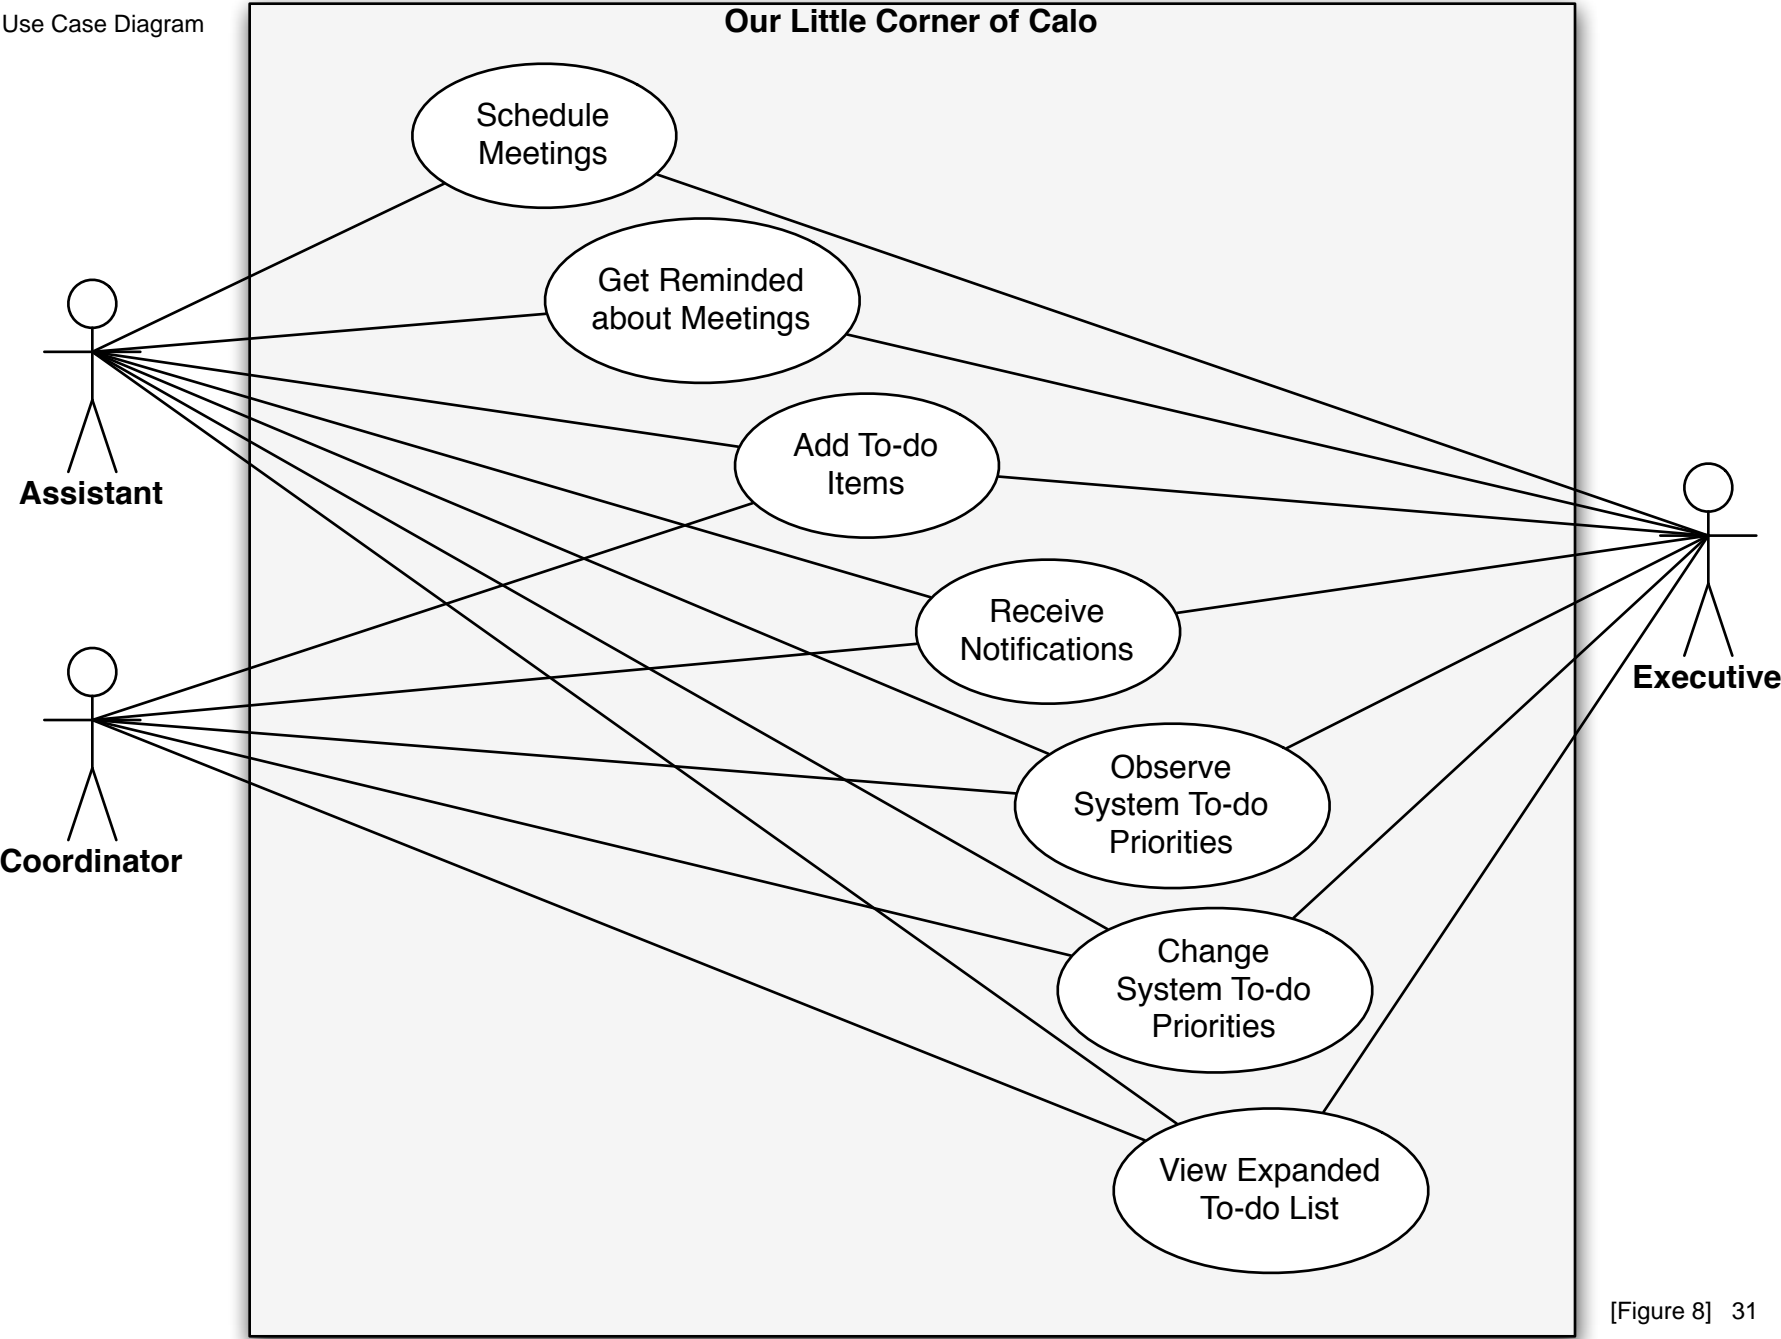 Use Case Diagram
Our Little Corner of Calo
Schedule
Meetings
Get Reminded
about Meetings
Add To-do
Items
Assistant
Receive
Notifications
Executive
Observe
System To-do
Priorities
Coordinator
Change
System To-do
Priorities
View Expanded
To-do List
[Figure 8] 31